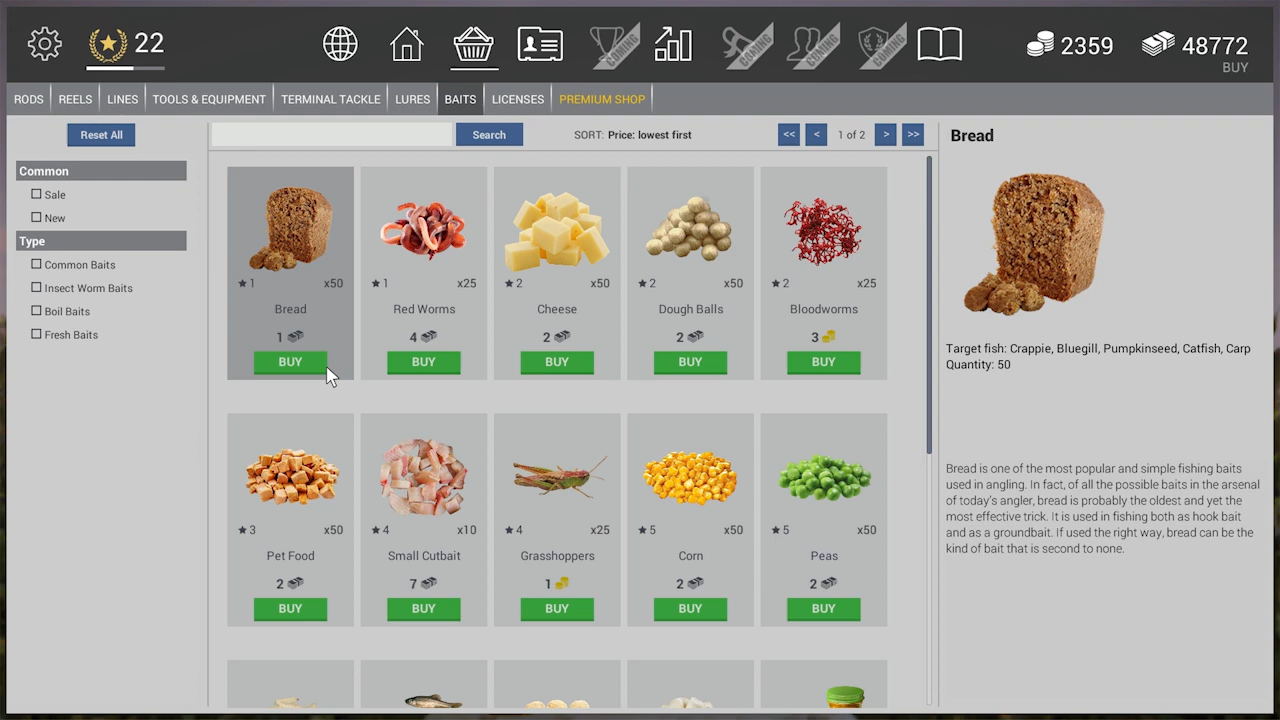 22
COMING
COMING
COMING
COMING
2359
48772
BUY
RODS
REELS
LINES
TOOLS & EQUIPMENT
TERMINAL TACKLE
LURES
BAITS
LICENSES
PREMIUM SHOP
Reset All
Search
SORT: Price: lowest first
<<
<
1 of 2
>
>>
Common
Sale
New
Type
Common Baits
Insect Worm Baits
Boil Baits
Fresh Baits
1 x50
Bread
1
BUY
1 x25
Red Worms
4
BUY
2 x50
Cheese
2
BUY
2 x50
Dough Balls
2
BUY
2 x25
Bloodworms
3
BUY
3 x50
Pet Food
2
BUY
4 x10
Small Cutbait
7
BUY
4 x25
Grasshoppers
1
BUY
5 x50
Corn
2
BUY
5 x50
Peas
2
BUY
Bread
Target fish: Crappie, Bluegill, Pumpkinseed, Catfish, Carp
Quantity: 50
Bread is one of the most popular and simple fishing baits
used in angling. In fact, of all the possible baits in the arsenal
of today's angler, bread is probably the oldest and yet the
most effective trick. It is used in fishing both as hook bait
and as a groundbait. If used the right way, bread can be the
kind of bait that is second to none.